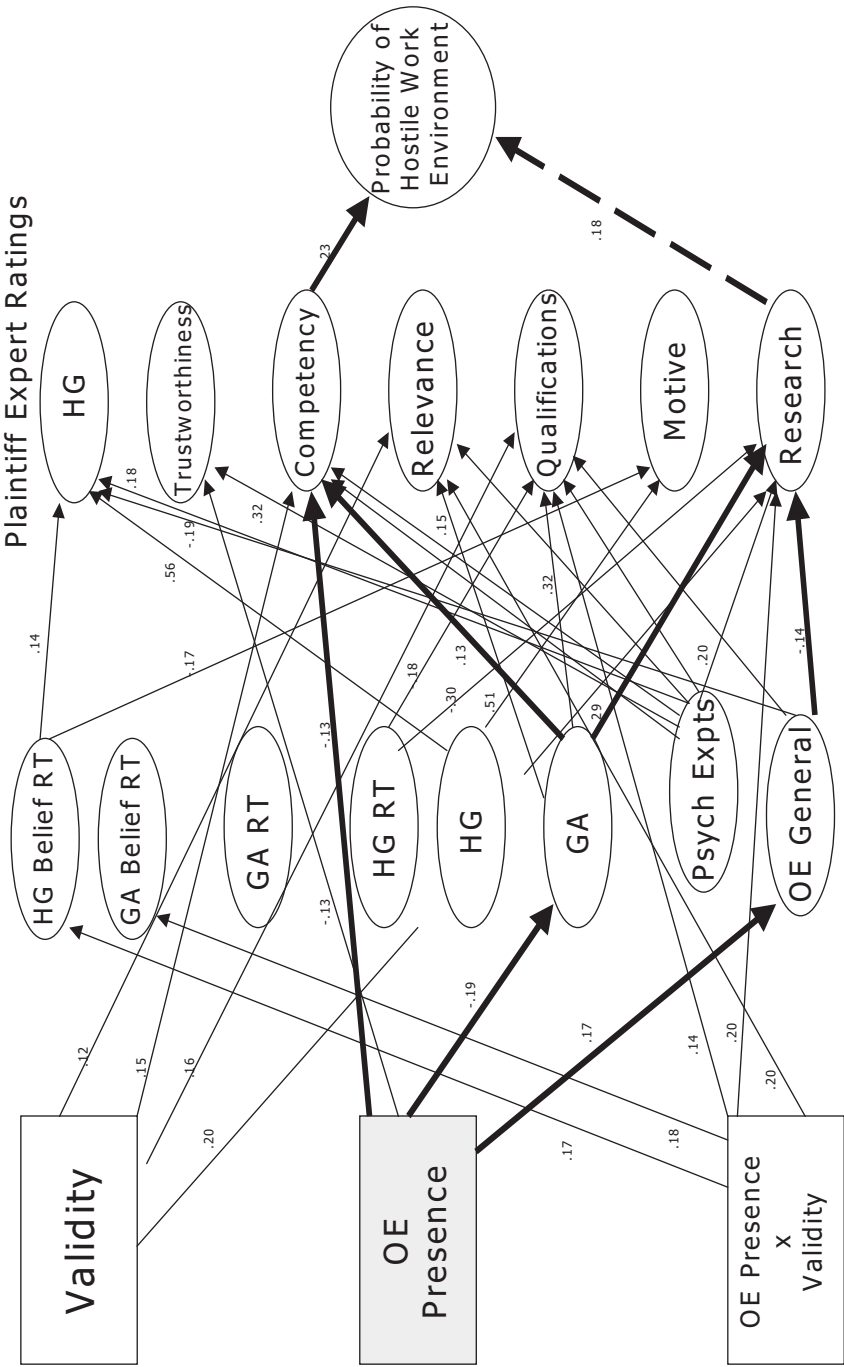 Plaintiff Expert Ratings
Validity
OE
Presence
OE Presence
x
Validity
HG Belief RT
GA Belief RT
GA RT
HG RT
HG
GA
Psych Expts
OE General
HG
Trustworthiness
Competency
Relevance
Qualifications
Motive
Research
Probability of
Hostile Work
Environment
.12
.15
.16
.20
-.13
-.13
-.19
.17
.14
.20
.20
.17
.18
.14
-.17
.56
-.19
.18
.32
.15
-.18
.13
-.30
.51
.32
.29
.20
-.14
.23
.18